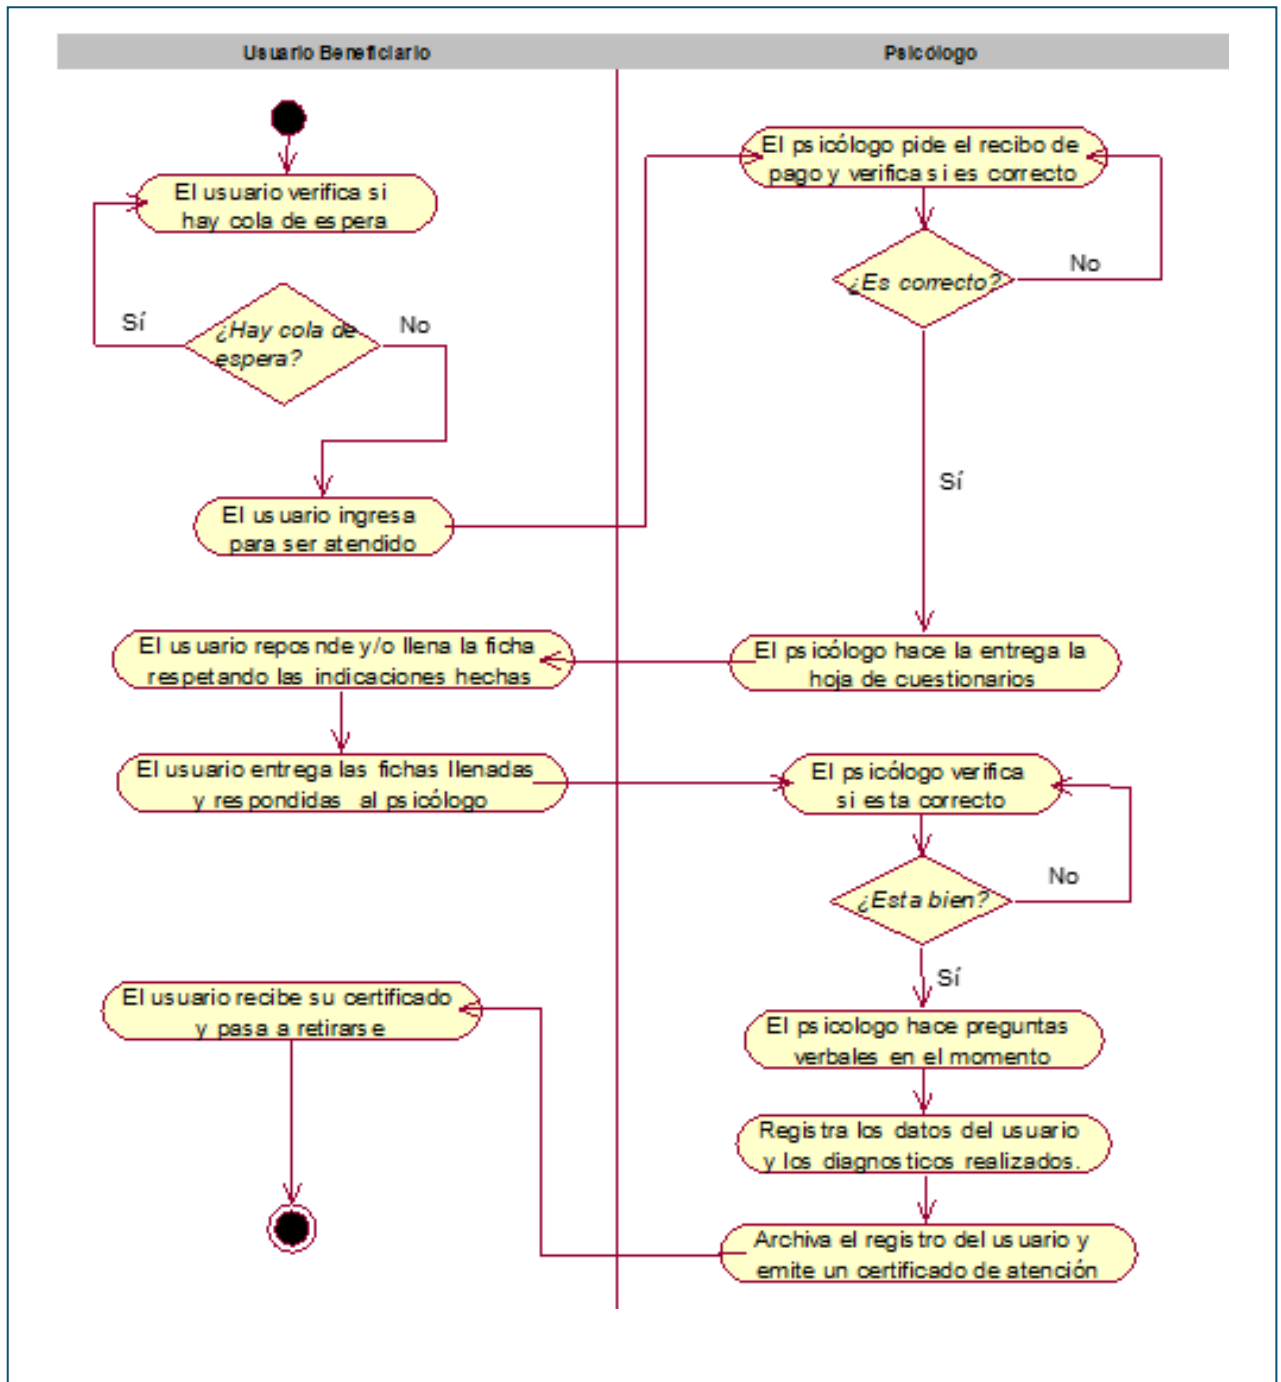 Usuario Beneficiario
Psicólogo
El usuario verifica si
hay cola de espera
¿Hay cola de
espera?
Sí
No
El usuario ingresa
para ser atendido
El psicólogo pide el recibo de
pago y verifica si es correcto
¿Es correcto?
No
Sí
El psicólogo hace la entrega la
hoja de cuestionarios
El usuario reposnde y/o llena la ficha
respetando las indicaciones hechas
El usuario entrega las fichas llenadas
y respondidas al psicólogo
El psicólogo verifica
si esta correcto
¿Esta bien?
No
Sí
El psicologo hace preguntas
verbales en el momento
Registra los datos del usuario
y los diagnosticos realizados.
Archiva el registro del usuario y
emite un certificado de atención
El usuario recibe su certificado
y pasa a retirarse